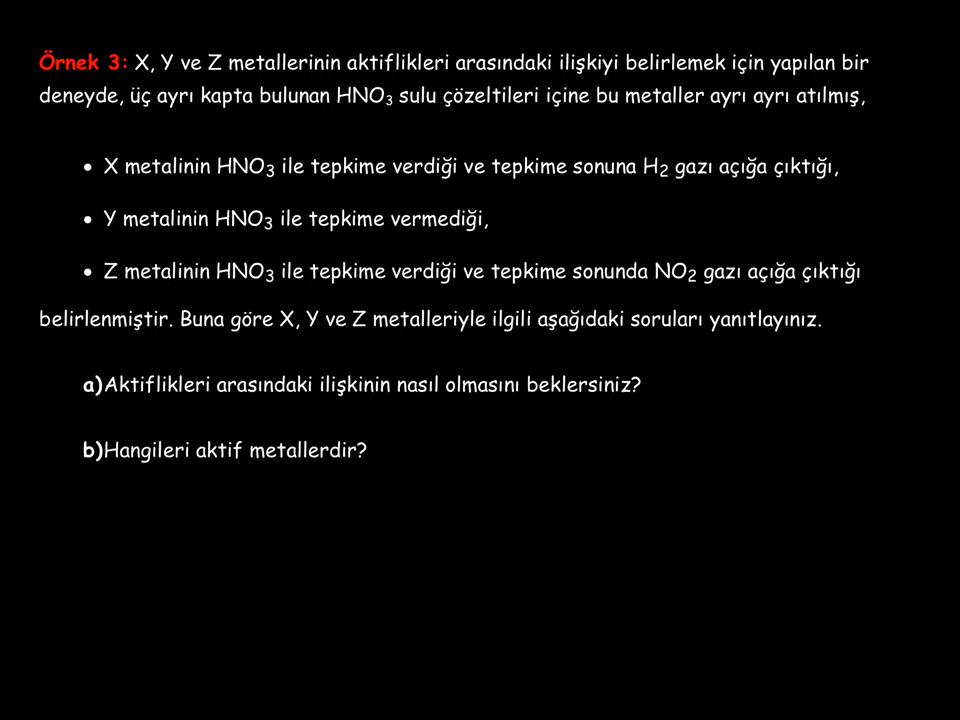 Örnek 3: X, Y ve Z metallerinin aktiflikleri arasındaki ilişkiyi belirlemek için yapılan bir
deneyde, üç ayrı kapta bulunan HNO₃ sulu çözeltileri içine bu metaller ayrı ayrı atılmış,
• X metalinin HNO₃ ile tepkime verdiği ve tepkime sonuna H₂ gazı açığa çıktığı,
• Y metalinin HNO₃ ile tepkime vermediği,
• Z metalinin HNO₃ ile tepkime verdiği ve tepkime sonunda NO₂ gazı açığa çıktığı
belirlenmiştir. Buna göre X, Y ve Z metalleriyle ilgili aşağıdaki soruları yanıtlayınız.
a)Aktiflikleri arasındaki ilişkinin nasıl olmasını beklersiniz?
b)Hangileri aktif metallerdir?